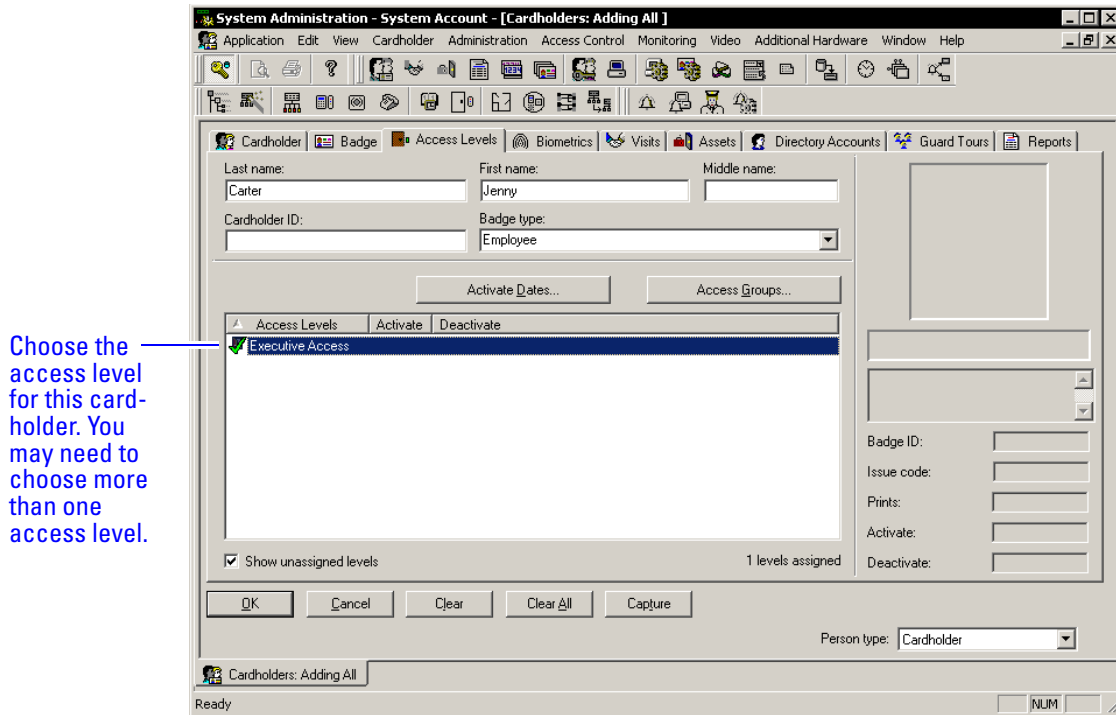 System Administration - System Account - [Cardholders: Adding All ]
Application Edit View Cardholder Administration Access Control Monitoring Video Additional Hardware Window Help
Cardholder Badge Access Levels Biometrics Visits Assets Directory Accounts Guard Tours Reports
Last name: First name: Middle name:
Carter Jenny
Cardholder ID: Badge type:
Employee
Activate Dates... Access Groups...
Access Levels Activate Deactivate
Executive Access
Choose the
access level
for this card-
holder. You
may need to
choose more
than one
access level.
Badge ID:
Issue code:
Prints:
Activate:
Deactivate:
Show unassigned levels 1 levels assigned
OK Cancel Clear Clear All Capture
Person type: Cardholder
Cardholders: Adding All
Ready NUM